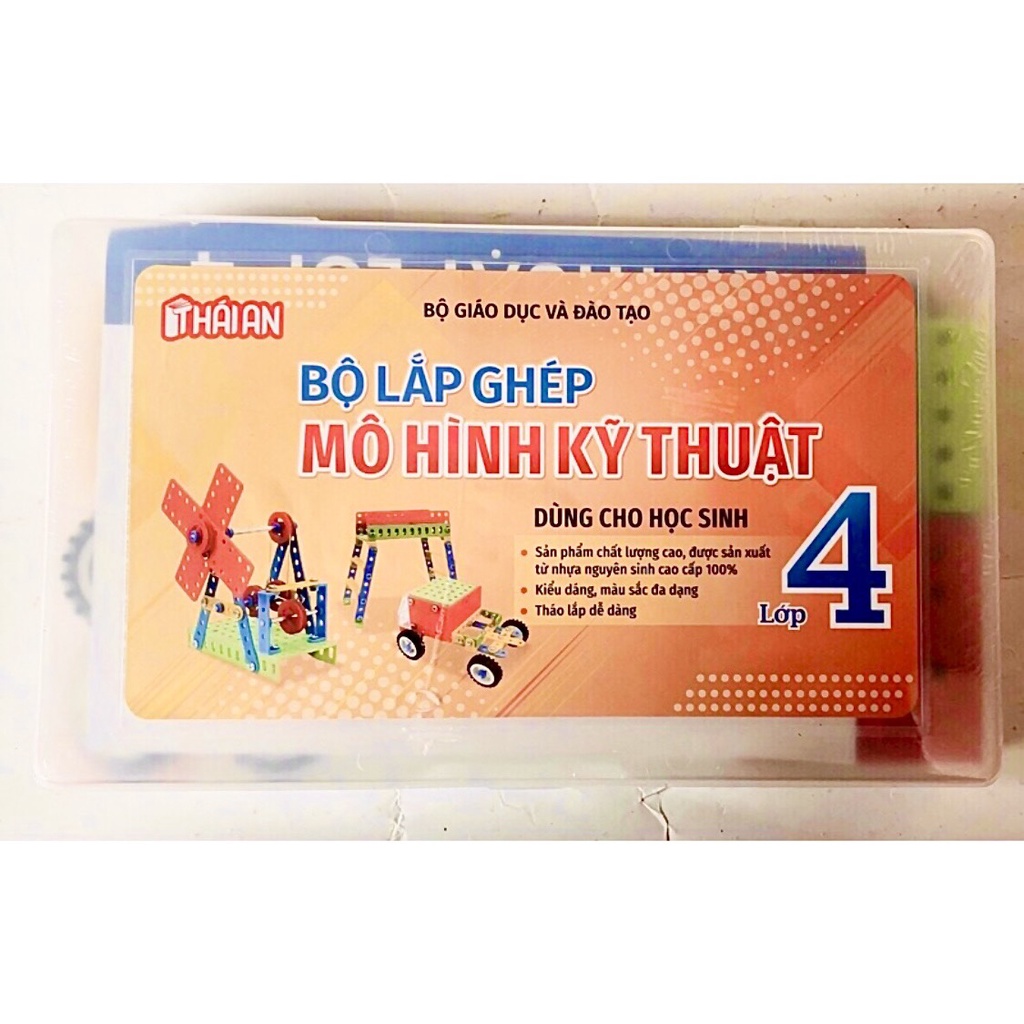 THÁI AN
BỘ GIÁO DỤC VÀ ĐÀO TẠO
BỘ LẮP GHÉP
MÔ HÌNH KỸ THUẬT
DÙNG CHO HỌC SINH
• Sản phẩm chất lượng cao, được sản xuất
từ nhựa nguyên sinh cao cấp 100%
• Kiểu dáng, màu sắc đa dạng
• Tháo lắp dễ dàng
Lớp 4